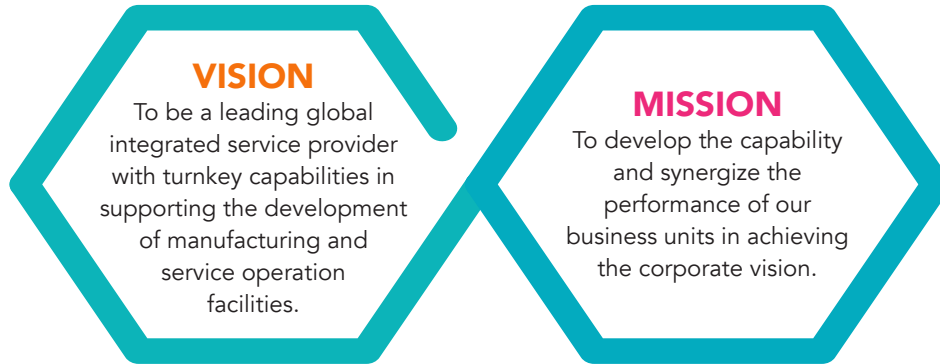 VISION
To be a leading global
integrated service provider
with turnkey capabilities in
supporting the development
of manufacturing and
service operation
facilities.
MISSION
To develop the capability
and synergize the
performance of our
business units in achieving
the corporate vision.